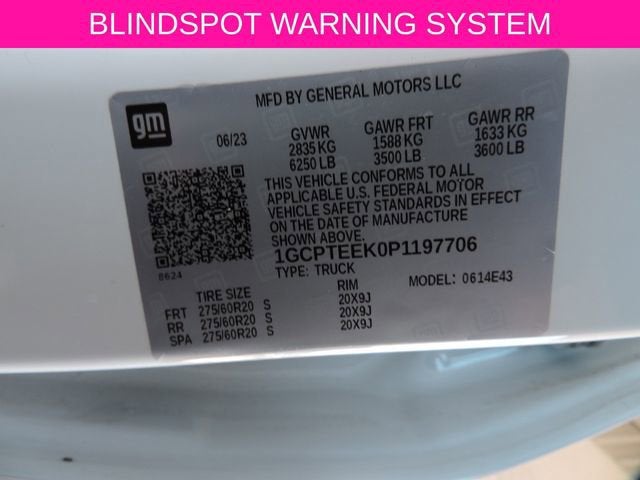 BLINDSPOT WARNING SYSTEM
gm
MFD BY GENERAL MOTORS LLC
06/23 GVWR GAWR FRT GAWR RR
2835 KG 1588 KG 1633 KG
6250 LB 3500 LB 3600 LB
THIS VEHICLE CONFORMS TO ALL
APPLICABLE U.S. FEDERAL MOTOR
VEHICLE SAFETY STANDARDS IN EFFECT
ON THE DATE OF MANUFACTURE
SHOWN ABOVE.
8624
1GCPTEEK0P1197706
TYPE: TRUCK MODEL: 0614E43
TIRE SIZE RIM
FRT 275/60R20 S 20X9J
RR 275/60R20 S 20X9J
SPA 275/60R20 S 20X9J